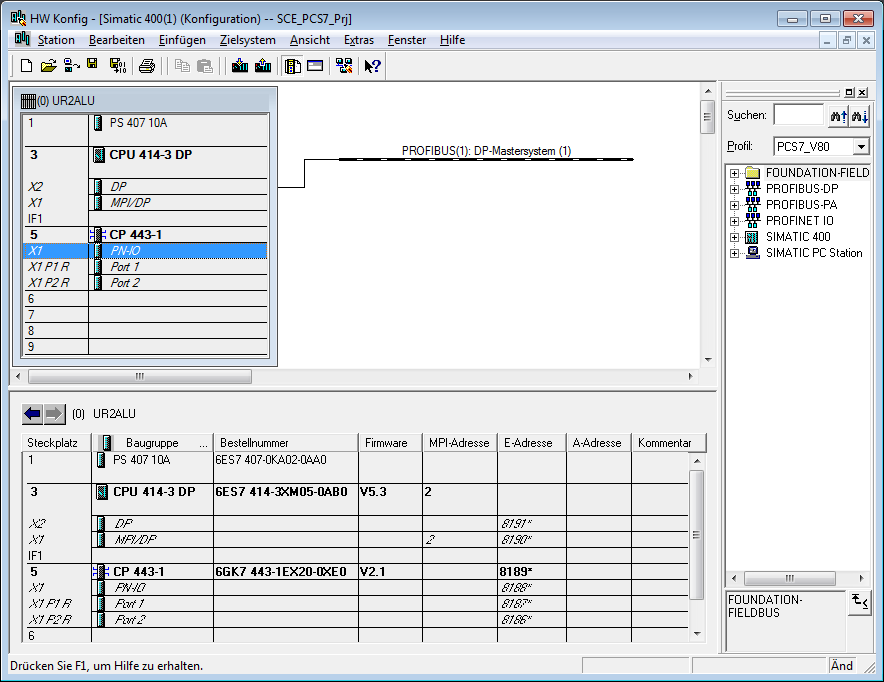 HW Konfig - [Simatic 400(1) (Konfiguration) -- SCE_PCS7_Prj]
Station Bearbeiten Einfügen Zielsystem Ansicht Extras Fenster Hilfe
(0) UR2ALU
1 PS 407 10A
3 CPU 414-3 DP
X2 DP
X1 MPI/DP
IF1
5 CP 443-1
X1 PN-IO
X1 P1 R Port 1
X1 P2 R Port 2
6
7
8
9
PROFIBUS(1): DP-Mastersystem (1)
Suchen:
Profil: PCS7_V80
FOUNDATION-FIELD
PROFIBUS-DP
PROFIBUS-PA
PROFINET IO
SIMATIC 400
SIMATIC PC Station
FOUNDATION-
FIELDBUS
(0) UR2ALU
Steckplatz Baugruppe ... Bestellnummer Firmware MPI-Adresse E-Adresse A-Adresse Kommentar
1 PS 407 10A 6ES7 407-0KA02-0AA0
3 CPU 414-3 DP 6ES7 414-3XM05-0AB0 V5.3 2
X2 DP 8191*
X1 MPI/DP 2 8190*
IF1
5 CP 443-1 6GK7 443-1EX20-0XE0 V2.1 8189*
X1 PN-IO 8188*
X1 P1 R Port 1 8187*
X1 P2 R Port 2 8186*
6
Drücken Sie F1, um Hilfe zu erhalten.
Änd